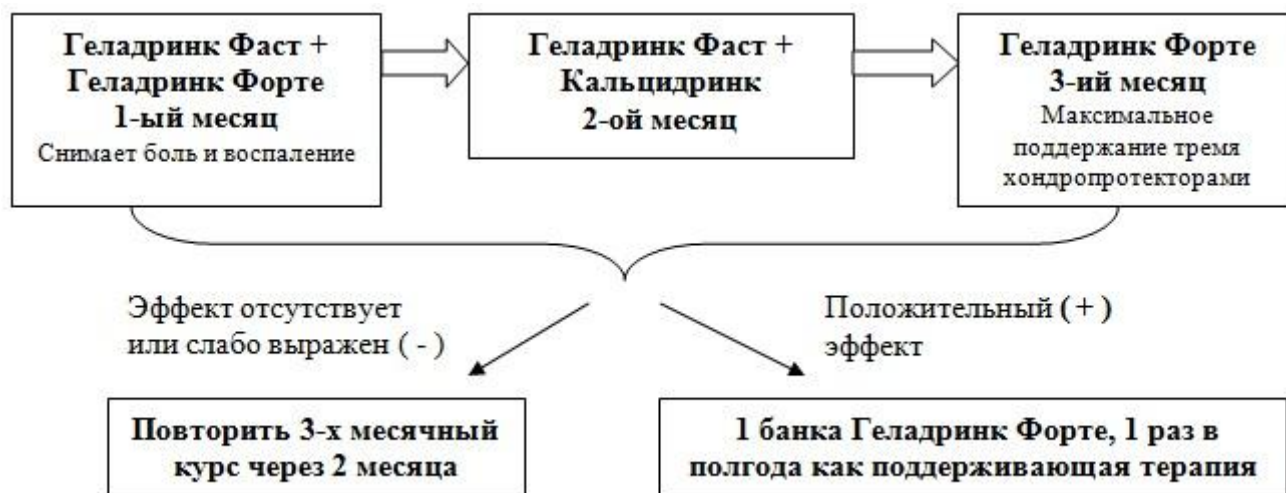 Геладринк Фаст +
Геладринк Форте
1-ый месяц
Снимает боль и воспаление
Геладринк Фаст +
Кальцидринк
2-ой месяц
Геладринк Форте
3-ий месяц
Максимальное
поддержание тремя
хондропротекторами
Эффект отсутствует
или слабо выражен ( - )
Положительный ( + )
эффект
Повторить 3-х месячный
курс через 2 месяца
1 банка Геладринк Форте, 1 раз в
полгода как поддерживающая терапия